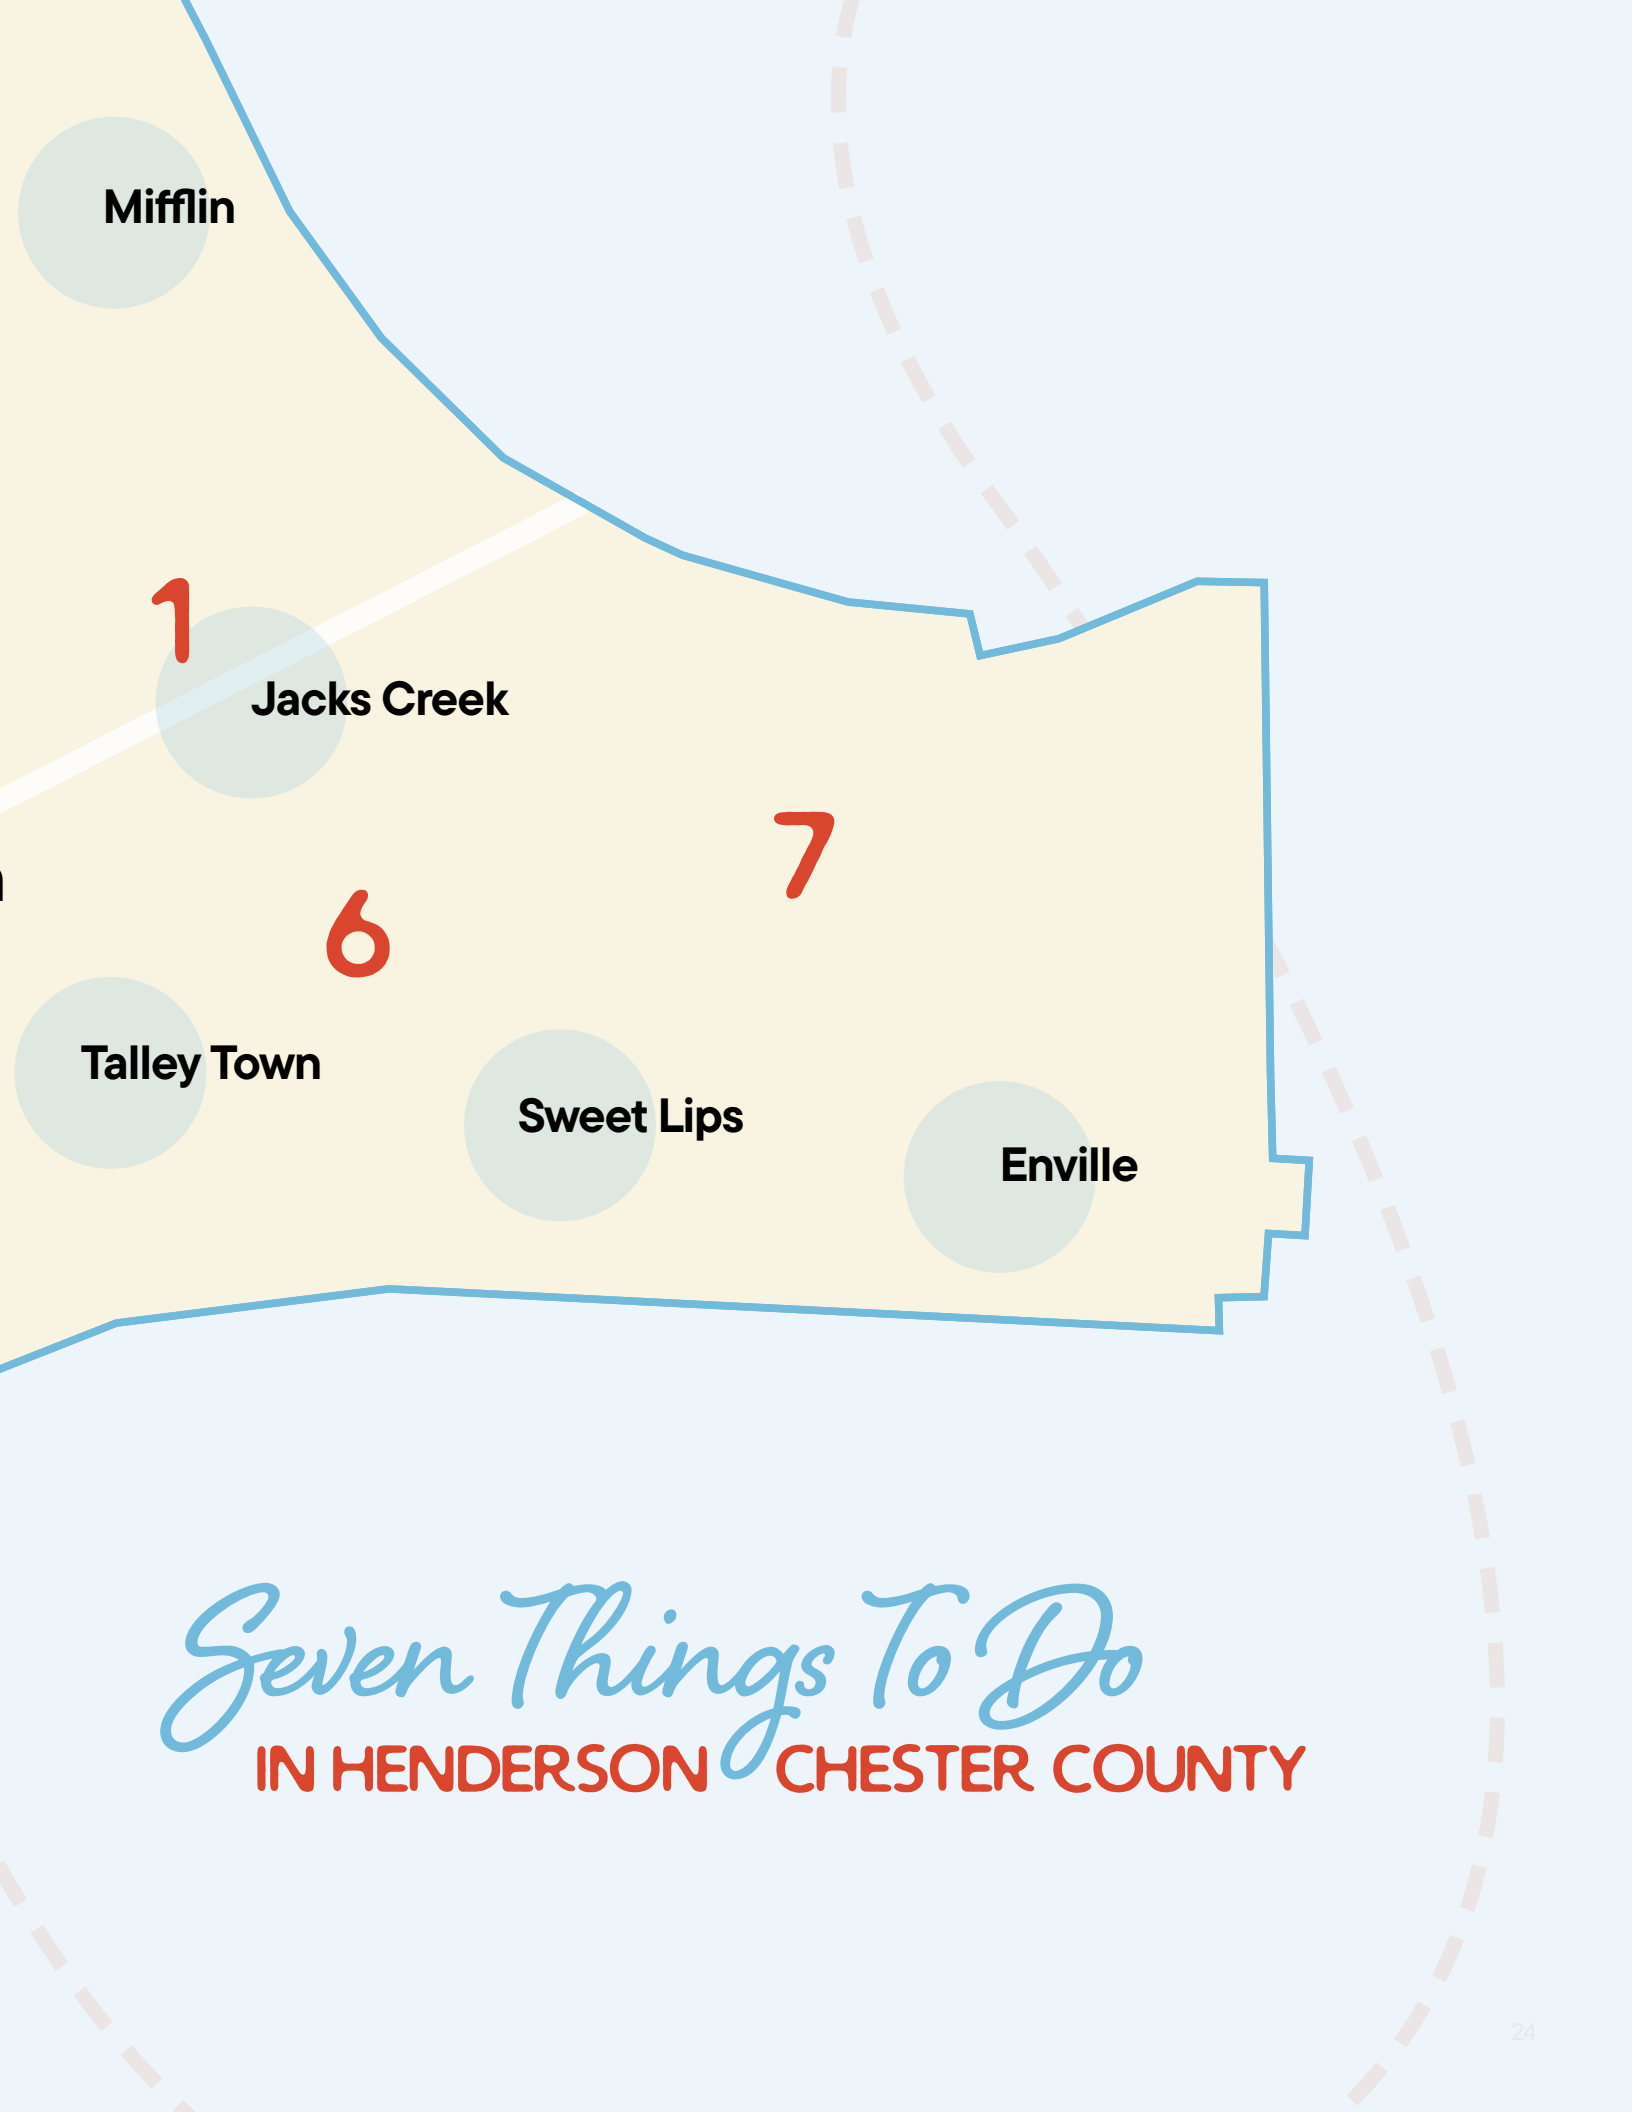 Mifflin
1
Jacks Creek
7
6
Talley Town
Sweet Lips
Enville
Seven Things To Do
IN HENDERSON CHESTER COUNTY
24